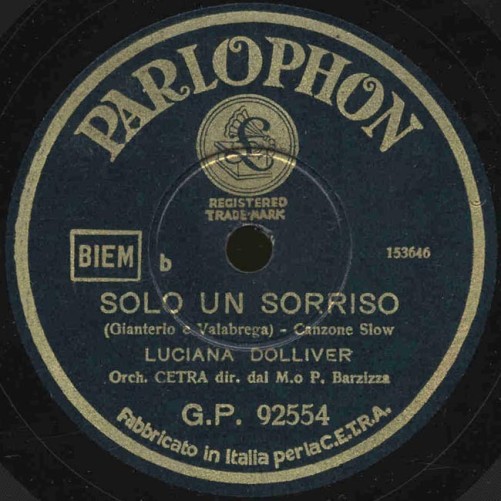 PARLOPHON
£
REGISTERED
TRADE-MARK
BIEM b 153646
SOLO UN SORRISO
(Gianterio e Valabrega) - Canzone Slow
LUCIANA DOLLIVER
Orch. CETRA dir. dal M.o P. Barzizza
G.P. 92554
Fabbricato in Italia per la C.E.T.R.A.